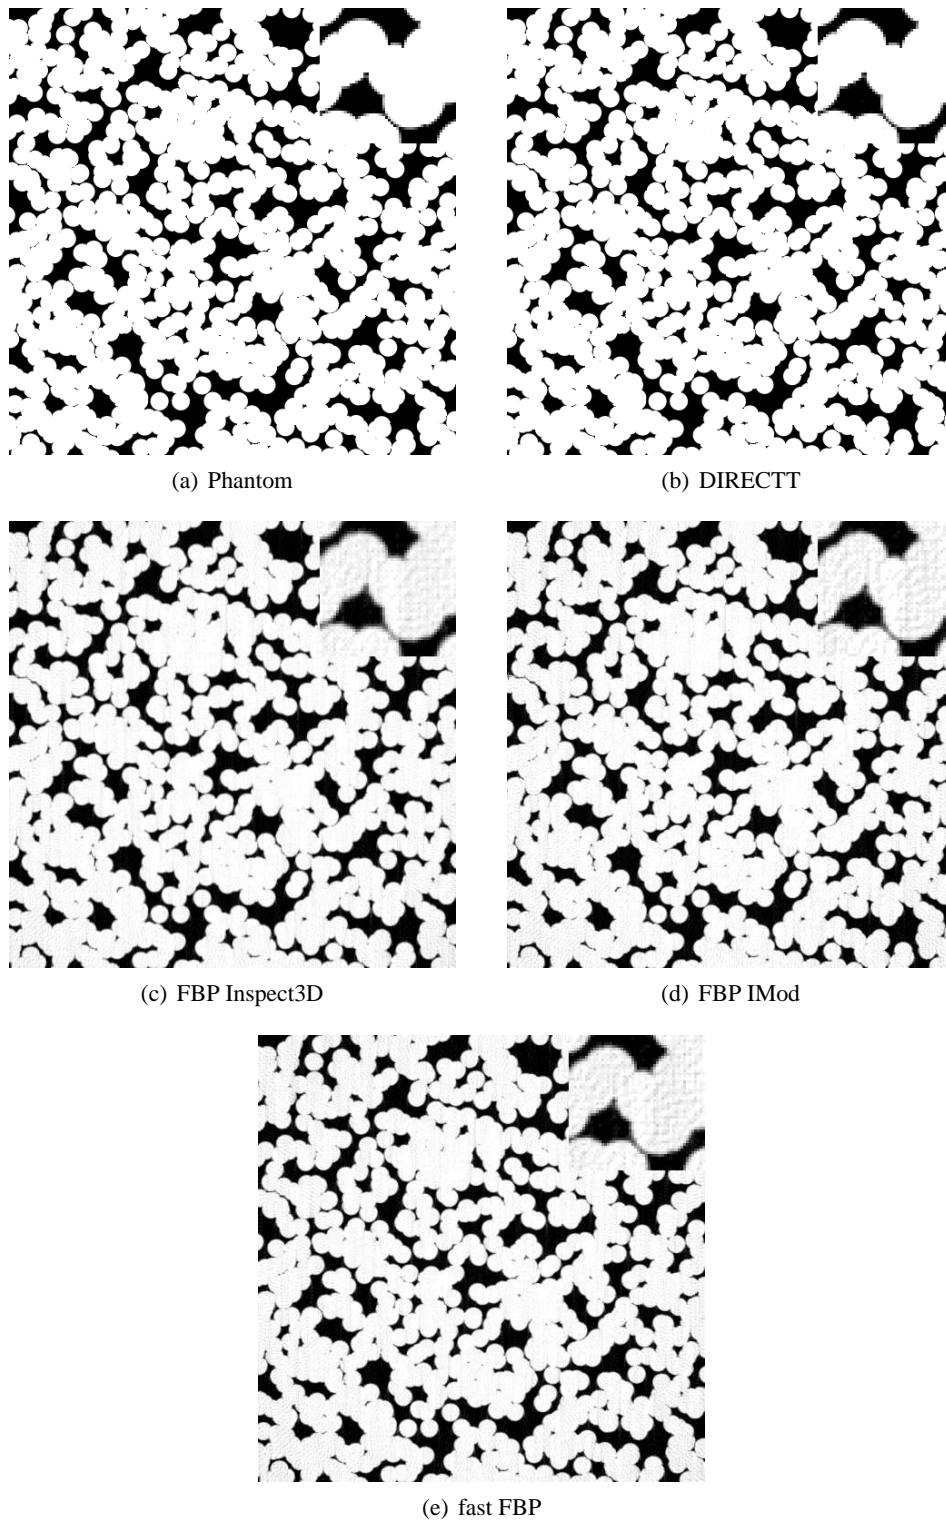 (a) Phantom
(b) DIRECTT
(c) FBP Inspect3D
(d) FBP IMod
(e) fast FBP